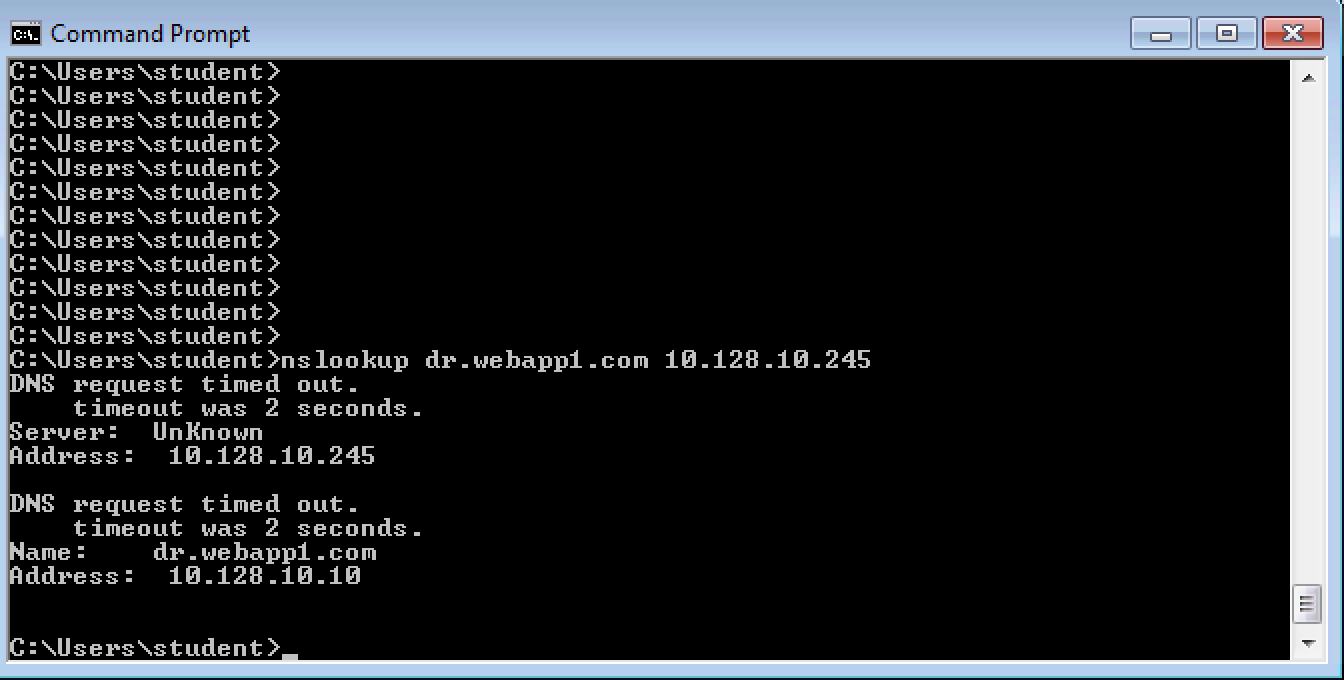 Command Prompt
C:\Users\student>
C:\Users\student>
C:\Users\student>
C:\Users\student>
C:\Users\student>
C:\Users\student>
C:\Users\student>
C:\Users\student>
C:\Users\student>
C:\Users\student>
C:\Users\student>
C:\Users\student>
C:\Users\student>nslookup dr.webapp1.com 10.128.10.245
DNS request timed out.
    timeout was 2 seconds.
Server:  UnKnown
Address:  10.128.10.245

DNS request timed out.
    timeout was 2 seconds.
Name:    dr.webapp1.com
Address:  10.128.10.10

C:\Users\student>_